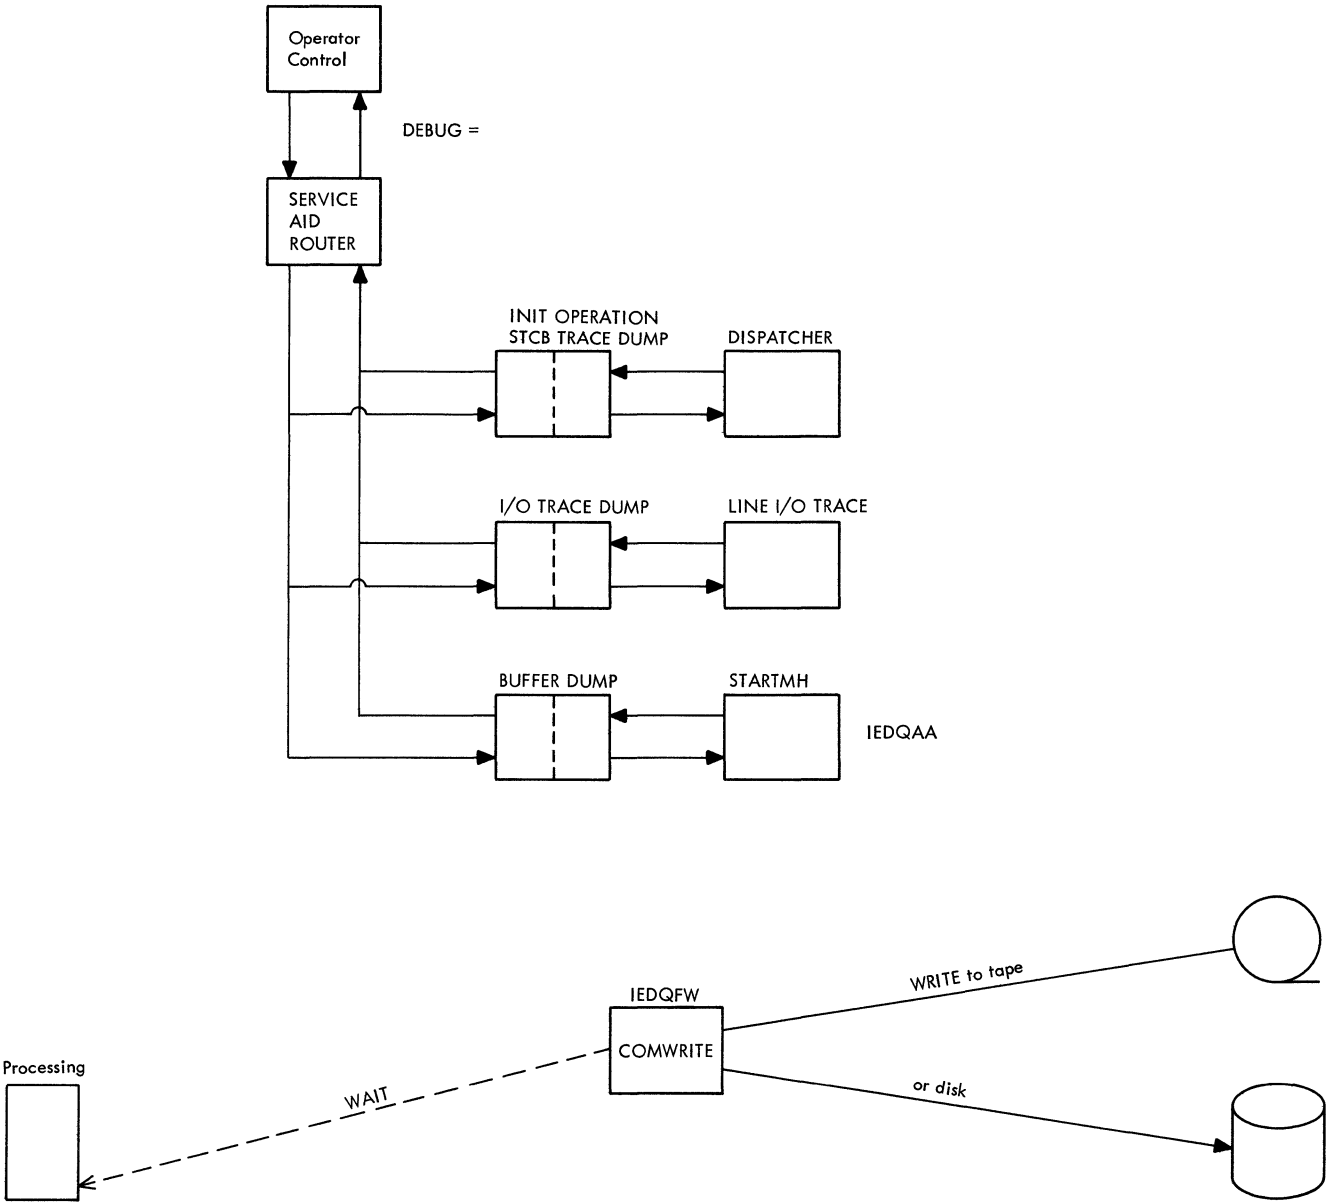 Operator
Control
DEBUG =
SERVICE
AID
ROUTER
INIT OPERATION
STCB TRACE DUMP
DISPATCHER
I/O TRACE DUMP
LINE I/O TRACE
BUFFER DUMP
STARTMH
IEDQAA
WRITE to tape
IEDQFW
COMWRITE
Processing
WAIT
or disk